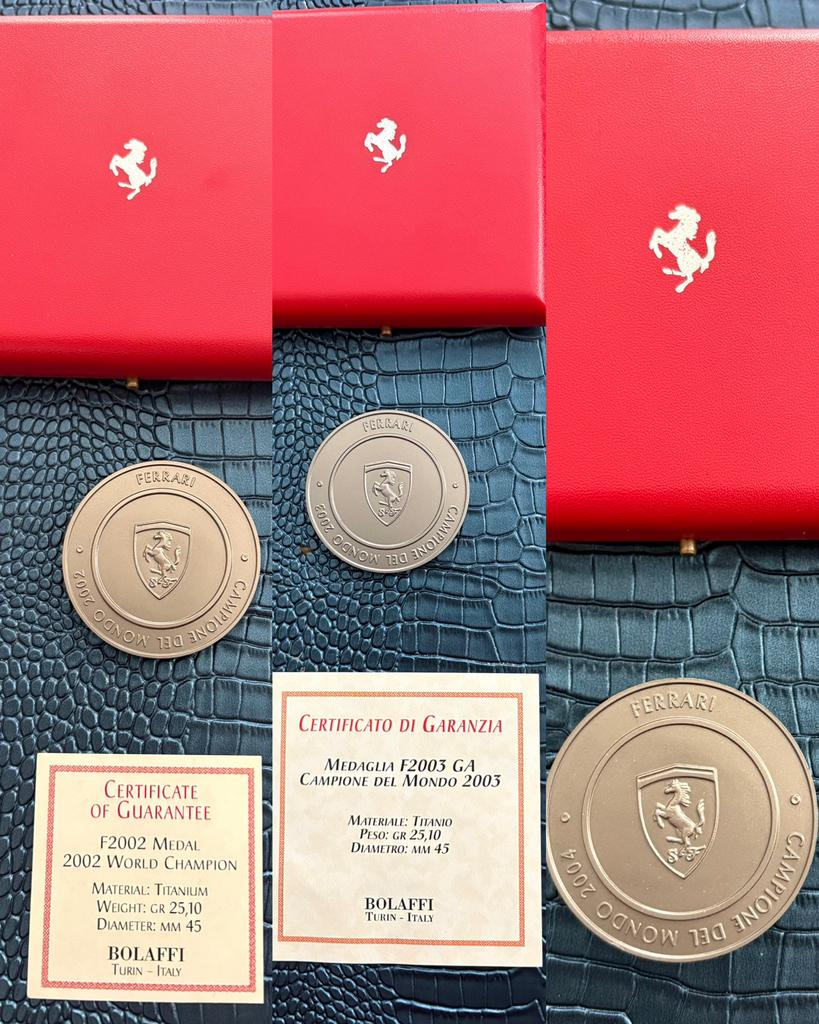 FERRARI
CAMPIONE DEL MONDO 2002
S F
CERTIFICATE
OF GUARANTEE
F2002 MEDAL
2002 WORLD CHAMPION
MATERIAL: TITANIUM
WEIGHT: GR 25,10
DIAMETER: MM 45
BOLAFFI
TURIN – ITALY
FERRARI
CAMPIONE DEL MONDO 2003
S F
CERTIFICATO DI GARANZIA
MEDAGLIA F2003 GA
CAMPIONE DEL MONDO 2003
MATERIALE: TITANIO
PESO: GR 25,10
DIAMETRO: MM 45
BOLAFFI
TURIN - ITALY
FERRARI
CAMPIONE DEL MONDO 2004
S F